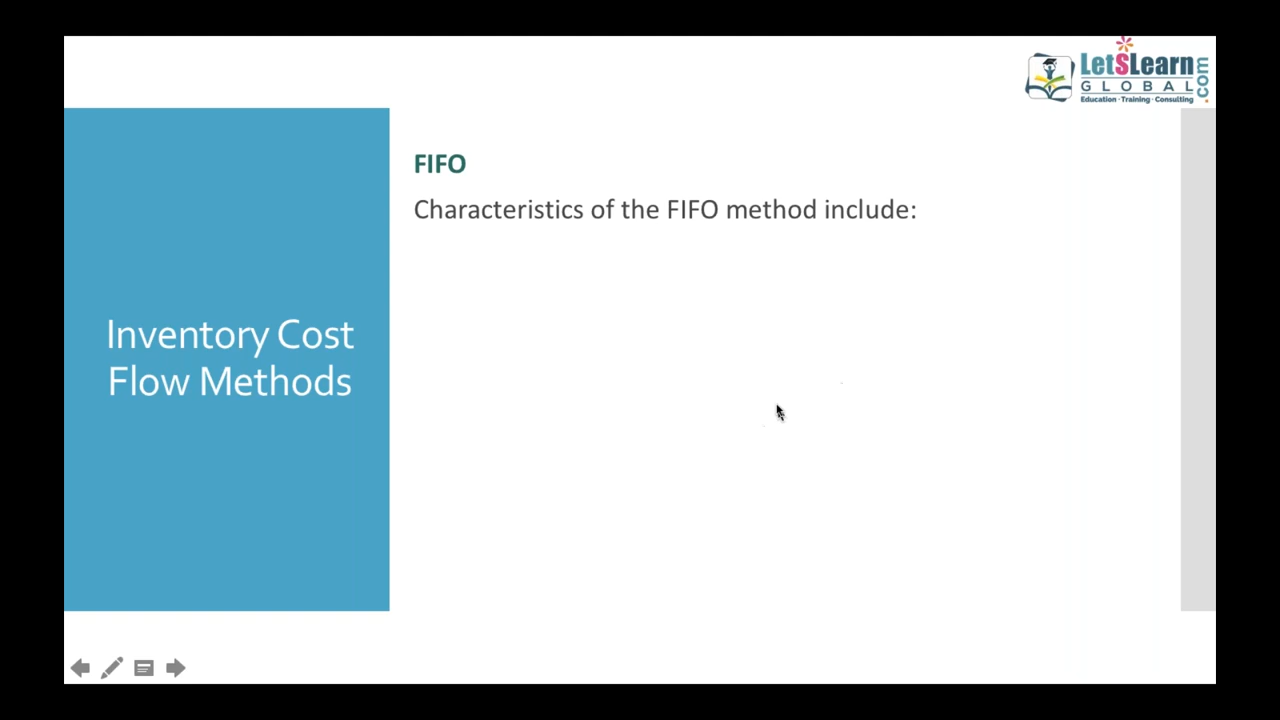 LetSLearn
GLOBAL
.com
Education · Training · Consulting
FIFO
Characteristics of the FIFO method include:
Inventory Cost
Flow Methods